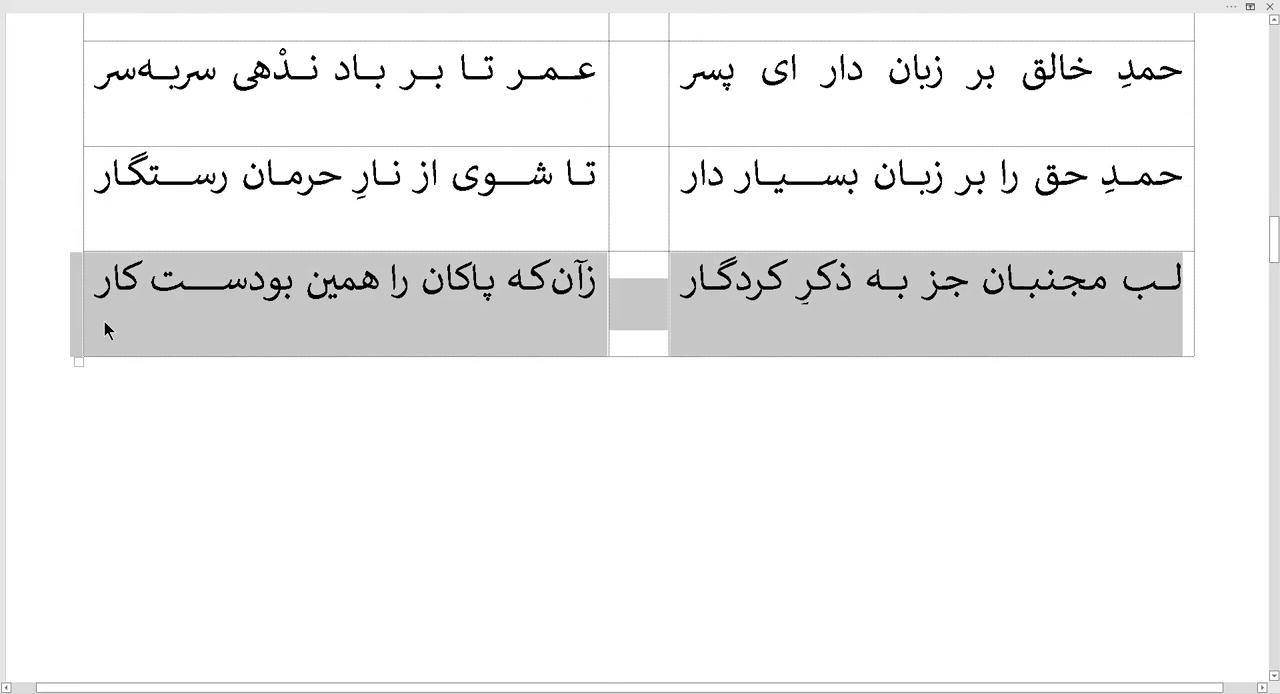 حمدِ خالق بر زبان دار ای پسر
عمر تا بر باد ندْهی سربه‌سر
حمدِ حق را بر زبان بسیار دار
تا شوی از نارِ حرمان رستگار
لب مجنبان جز به ذکرِ کردگار
زآن‌که پاکان را همین بودست کار